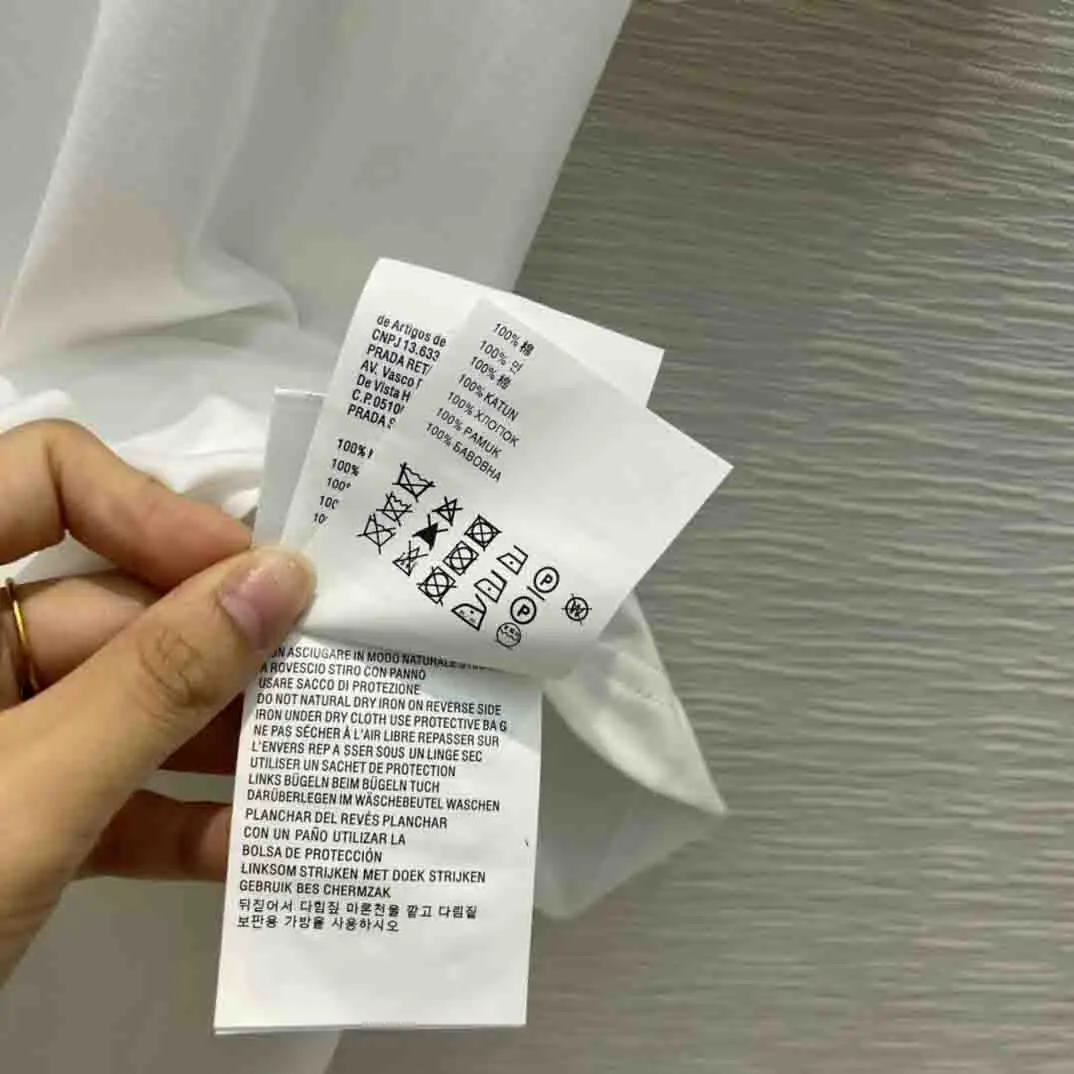 de Artigos de
CNPJ 13.633
PRADA RET
AV. Vasco
De Vista H
C.P. 0510
PRADA S
100%
100%
100%
100% 棉
100% 면
100% 棉
100% KATUN
100% ХЛОПОК
100% PAMUK
100% БАВОВНА
P
P
W
ASCIUGARE IN MODO NATURALE
A ROVESCIO STIRO CON PANNO
USARE SACCO DI PROTEZIONE
DO NOT NATURAL DRY IRON ON REVERSE SIDE
IRON UNDER DRY CLOTH USE PROTECTIVE BA G
NE PAS SÉCHER À L'AIR LIBRE REPASSER SUR
L'ENVERS REP A SSER SOUS UN LINGE SEC
UTILISER UN SACHET DE PROTECTION
LINKS BÜGELN BEIM BÜGELN TUCH
DARÜBERLEGEN IM WÄSCHEBEUTEL WASCHEN
PLANCHAR DEL REVÉS PLANCHAR
CON UN PAÑO UTILIZAR LA
BOLSA DE PROTECCIÓN
LINKSOM STRIJKEN MET DOEK STRIJKEN
GEBRUIK BES CHERMZAK
뒤짚어서 다림질 마른천을 깔고 다림질
보관용 가방을 사용하시오